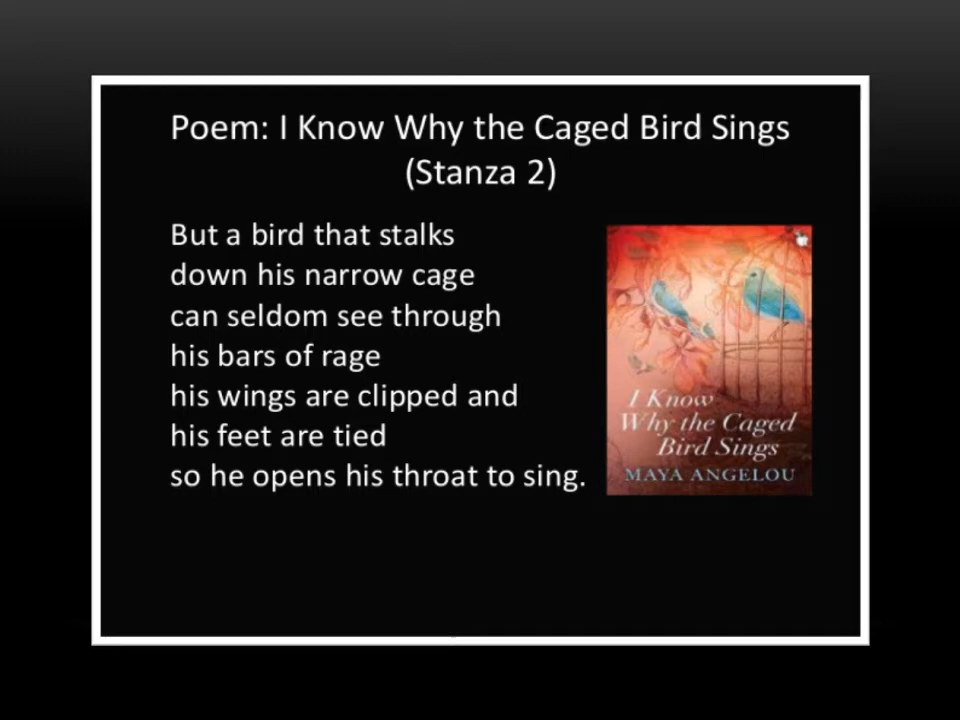 Poem: I Know Why the Caged Bird Sings
(Stanza 2)
But a bird that stalks
down his narrow cage
can seldom see through
his bars of rage
his wings are clipped and
his feet are tied
so he opens his throat to sing.
I Know
Why the Caged
Bird Sings
MAYA ANGELOU